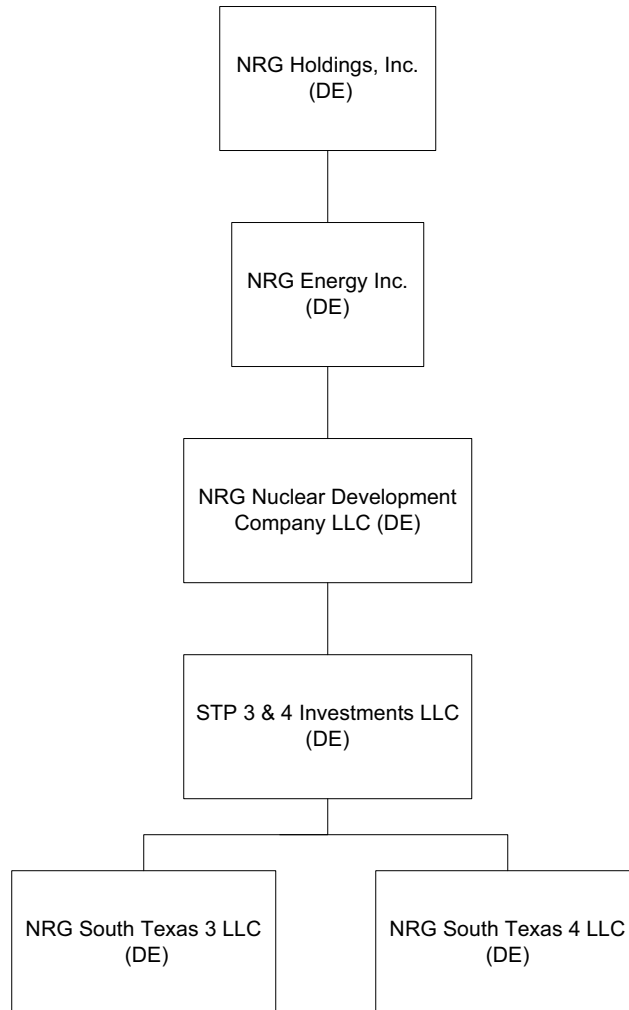 NRG Holdings, Inc.
(DE)
NRG Energy Inc.
(DE)
NRG Nuclear Development
Company LLC (DE)
STP 3 & 4 Investments LLC
(DE)
NRG South Texas 3 LLC
(DE)
NRG South Texas 4 LLC
(DE)